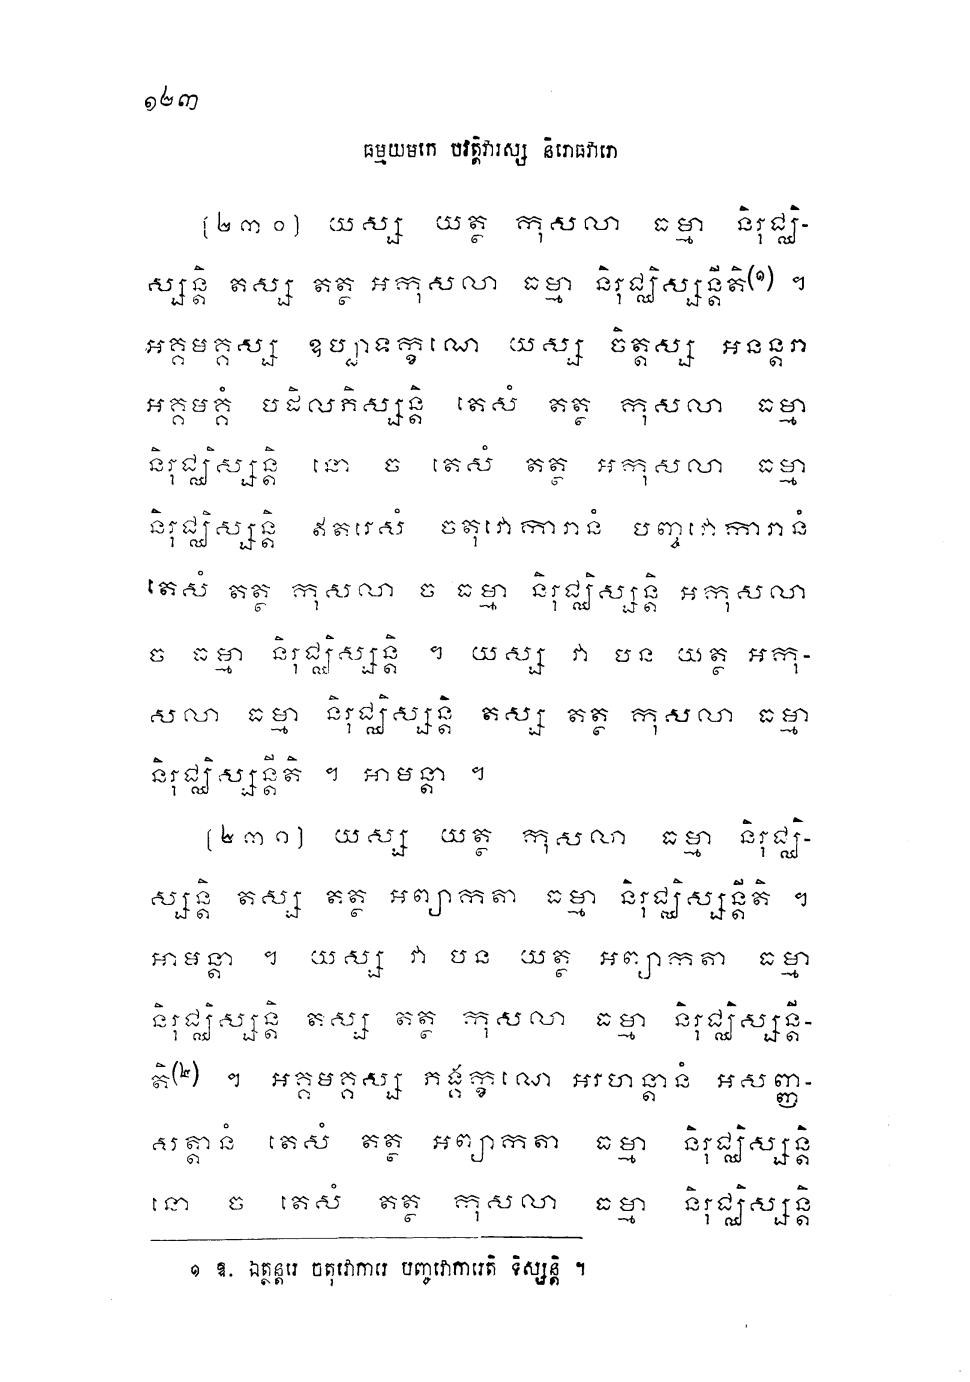 ១២៣
ធម្មយមកេ បវត្តិវារស្ស និរោធវារោ
[២៣០] យស្ស យត្ថ កុសលា ធម្មា និរុជ្ឈិ-
ស្សន្តិ តស្ស តត្ថ អកុសលា ធម្មា និរុជ្ឈិស្សន្តីតិ(១) ។
អគ្គមគ្គស្ស ឧប្បាទក្ខណេ យស្ស ចិត្តស្ស អនន្តរា
អគ្គមគ្គំ បដិលភិស្សន្តិ តេសំ តត្ថ កុសលា ធម្មា
និរុជ្ឈិស្សន្តិ នោ ច តេសំ តត្ថ អកុសលា ធម្មា
និរុជ្ឈិស្សន្តិ ឥតរេសំ ចតុវោការានំ បញ្ចវោការានំ
តេសំ តត្ថ កុសលា ច ធម្មា និរុជ្ឈិស្សន្តិ អកុសលា
ច ធម្មា និរុជ្ឈិស្សន្តិ ។ យស្ស វា បន យត្ថ អកុ-
សលា ធម្មា និរុជ្ឈិស្សន្តិ តស្ស តត្ថ កុសលា ធម្មា
និរុជ្ឈិស្សន្តីតិ ។ អាមន្តា ។
[២៣១] យស្ស យត្ថ កុសលា ធម្មា និរុជ្ឈិ-
ស្សន្តិ តស្ស តត្ថ អព្យាកតា ធម្មា និរុជ្ឈិស្សន្តីតិ ។
អាមន្តា ។ យស្ស វា បន យត្ថ អព្យាកតា ធម្មា
និរុជ្ឈិស្សន្តិ តស្ស តត្ថ កុសលា ធម្មា និរុជ្ឈិស្សន្តី-
តិ(២) ។ អគ្គមគ្គស្ស ភង្គក្ខណេ អរហន្តានំ អសញ្ញ-
សត្តានំ តេសំ តត្ថ អព្យាកតា ធម្មា និរុជ្ឈិស្សន្តិ
នោ ច តេសំ តត្ថ កុសលា ធម្មា និរុជ្ឈិស្សន្តិ
១ ឱ. ឯត្ថន្តរេ ចតុវោការេ បញ្ចវោការេតិ ទិស្សន្តិ ។